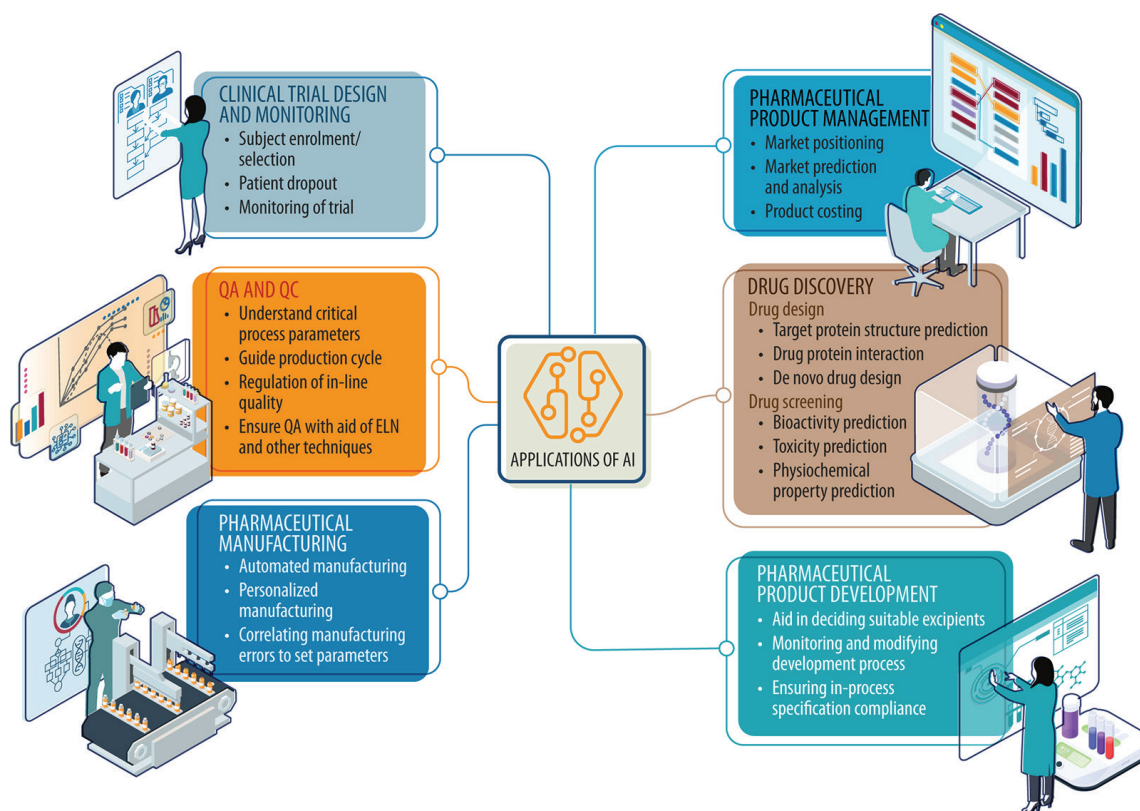 CLINICAL TRIAL DESIGN
AND MONITORING
• Subject enrolment/
selection
• Patient dropout
• Monitoring of trial
QA AND QC
• Understand critical
process parameters
• Guide production cycle
• Regulation of in-line
quality
• Ensure QA with aid of ELN
and other techniques
PHARMACEUTICAL
MANUFACTURING
• Automated manufacturing
• Personalized
manufacturing
• Correlating manufacturing
errors to set parameters
APPLICATIONS OF AI
PHARMACEUTICAL
PRODUCT MANAGEMENT
• Market positioning
• Market prediction
and analysis
• Product costing
DRUG DISCOVERY
Drug design
• Target protein structure prediction
• Drug protein interaction
• De novo drug design
Drug screening
• Bioactivity prediction
• Toxicity prediction
• Physiochemical
property prediction
PHARMACEUTICAL
PRODUCT DEVELOPMENT
• Aid in deciding suitable excipients
• Monitoring and modifying
development process
• Ensuring in-process
specification compliance